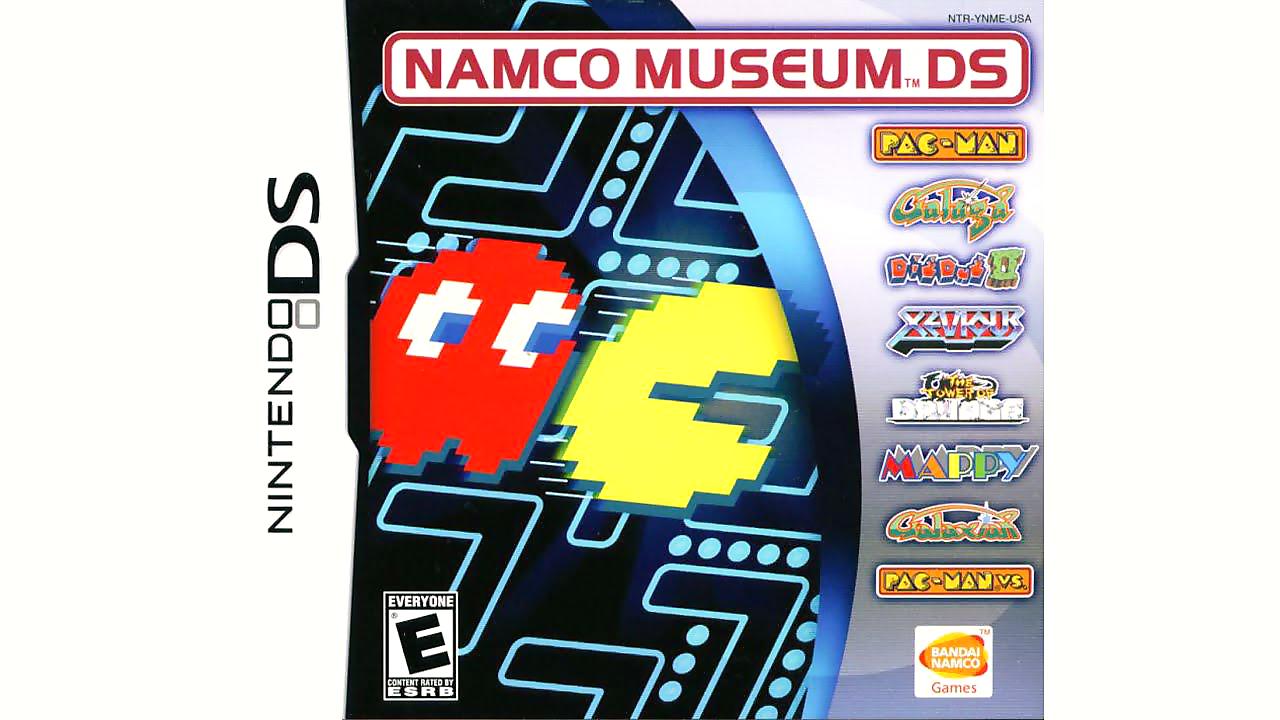 NTR-YNME-USA
NAMCO MUSEUM™ DS
PAC-MAN
Galaga
DIG DUG II
XEVIOUS
THE
TOWER OF
DRUAGA
MAPPY
Galaxian
PAC-MAN VS.
NINTENDO DS
EVERYONE
E
®
CONTENT RATED BY
ESRB
TM
BANDAI
NAMCO
Games